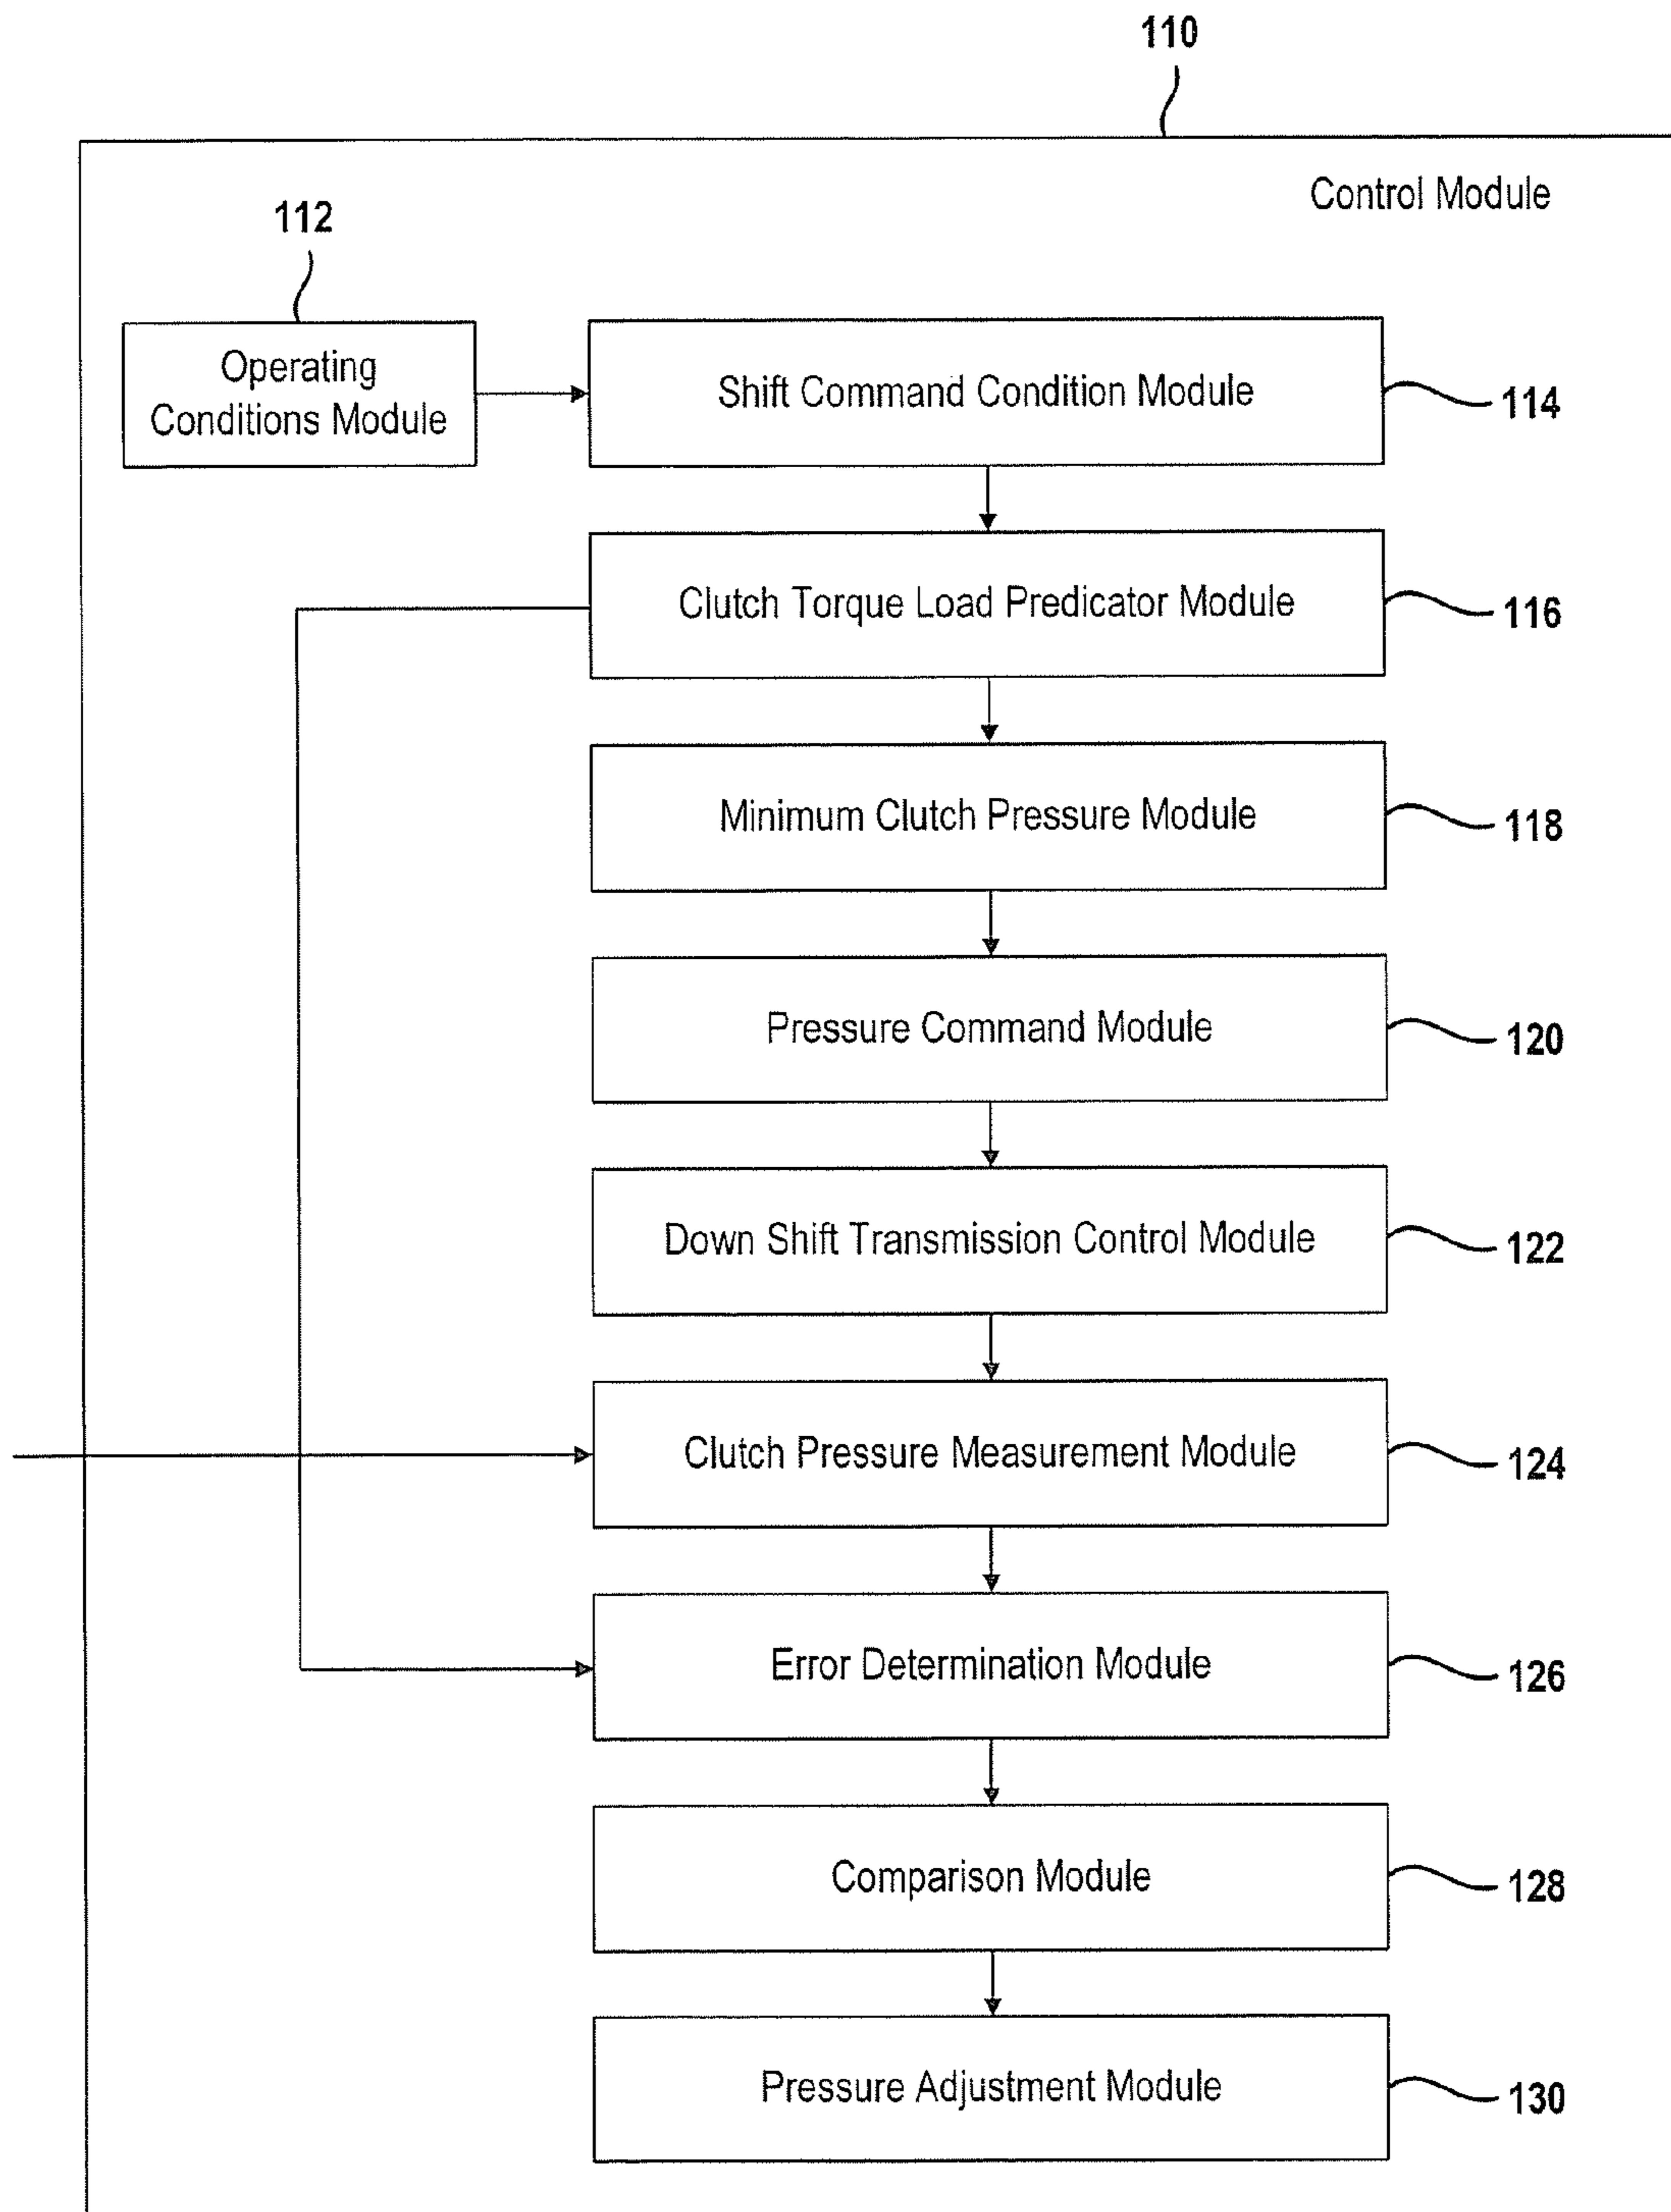 110
Control Module
112
Operating
Conditions Module
Shift Command Condition Module
114
Clutch Torque Load Predicator Module
116
Minimum Clutch Pressure Module
118
Pressure Command Module
120
Down Shift Transmission Control Module
122
Clutch Pressure Measurement Module
124
Error Determination Module
126
Comparison Module
128
Pressure Adjustment Module
130